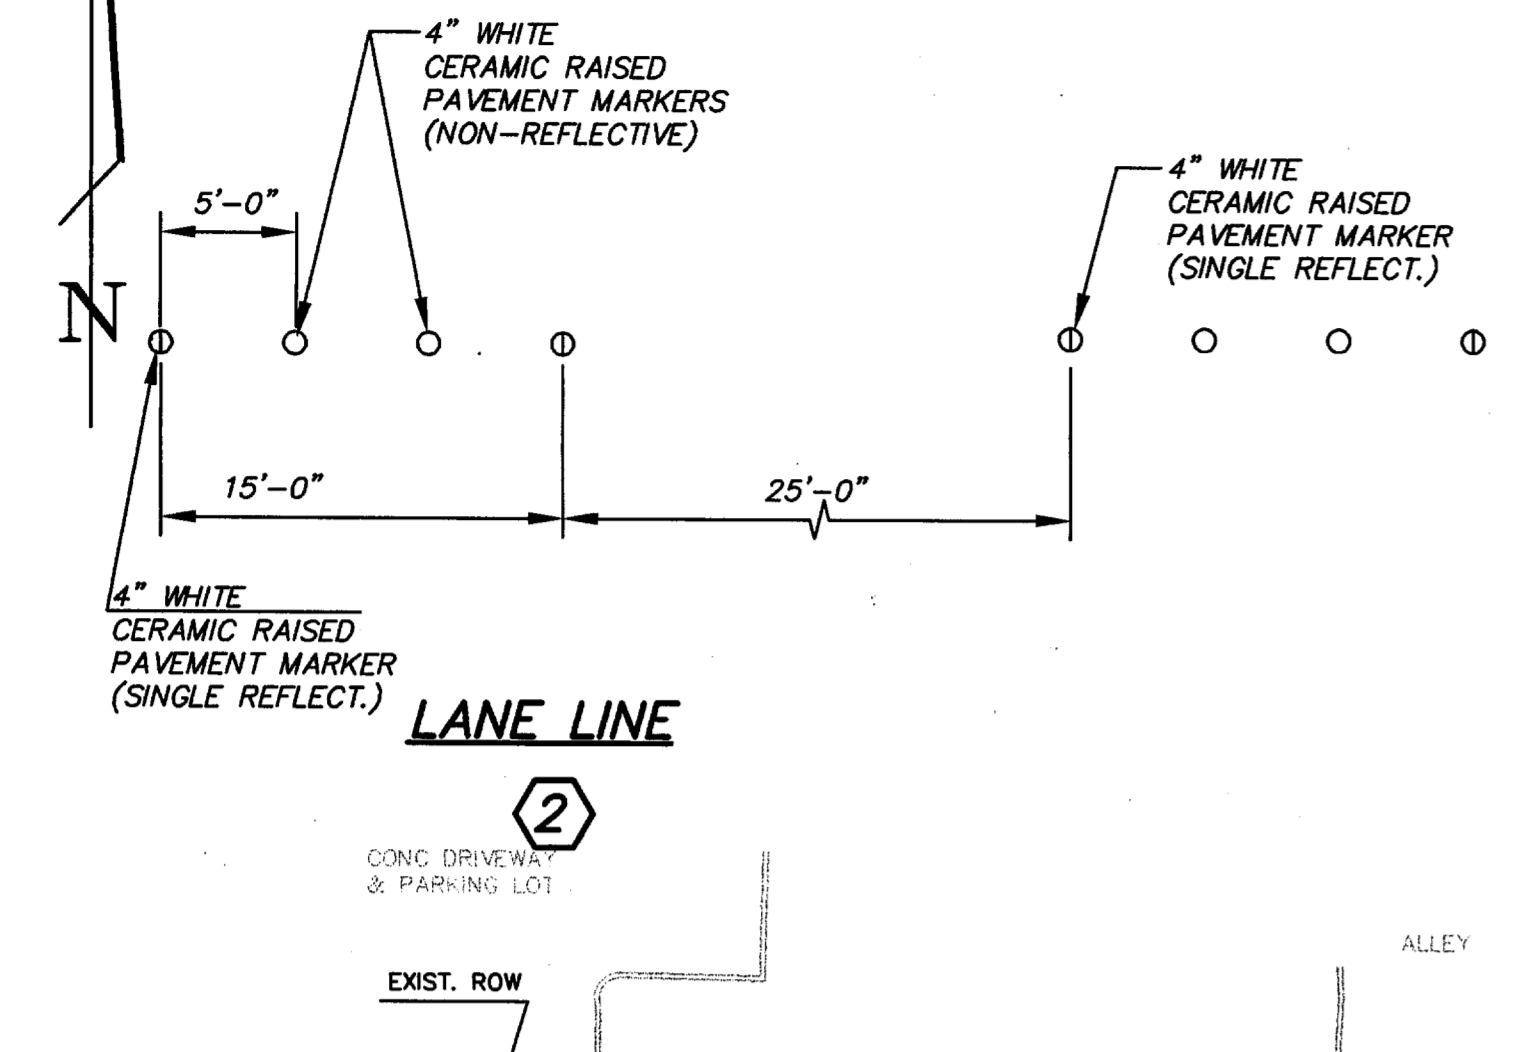 4" WHITE
CERAMIC RAISED
PAVEMENT MARKERS
(NON-REFLECTIVE)
4" WHITE
CERAMIC RAISED
PAVEMENT MARKER
(SINGLE REFLECT.)
5'-0"
N
15'-0"
25'-0"
4" WHITE
CERAMIC RAISED
PAVEMENT MARKER
(SINGLE REFLECT.)
LANE LINE
2
CONC DRIVEWAY
& PARKING LOT
ALLEY
EXIST. ROW